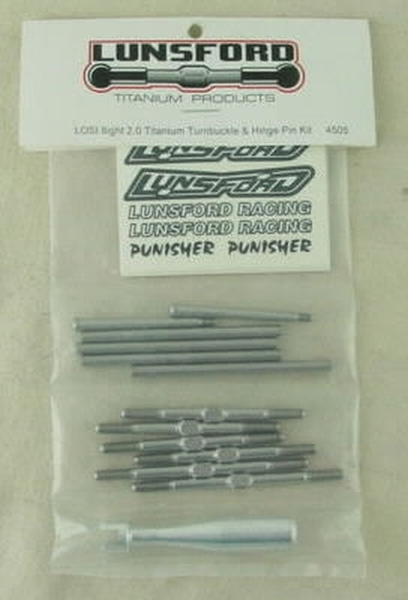 LUNSFORD
TITANIUM PRODUCTS
LOSI 8ight 2.0 Titanium Turnbuckle & Hinge Pin Kit 4505
LUNSFORD
LUNSFORD
LUNSFORD RACING
LUNSFORD RACING
PUNISHER PUNISHER